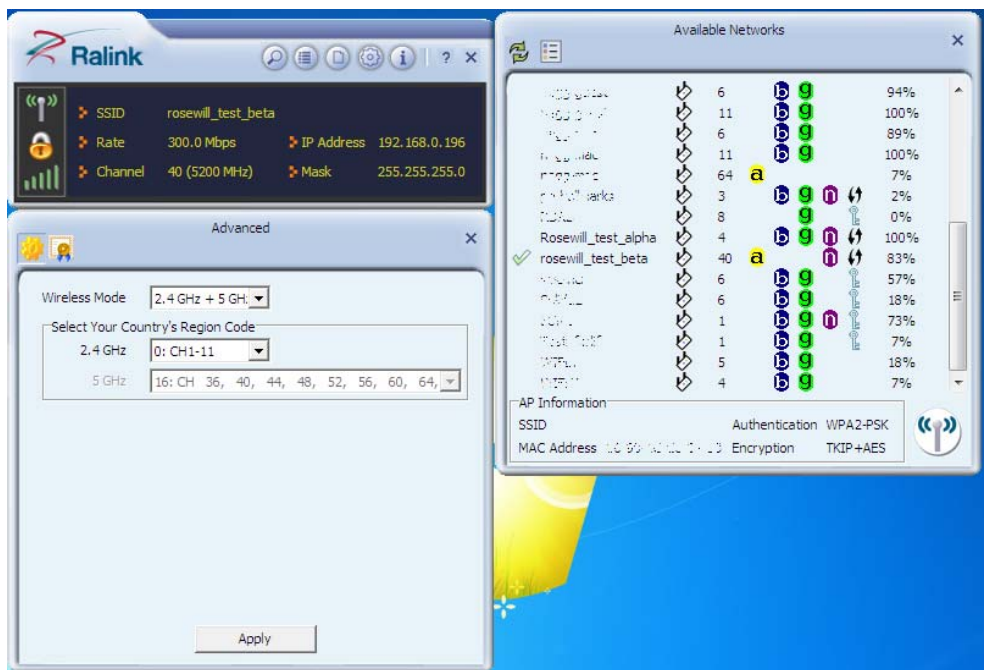 Ralink
? ×
SSID rosewill_test_beta
Rate 300.0 Mbps IP Address 192.168.0.196
Channel 40 (5200 MHz) Mask 255.255.255.0
Advanced ×
Wireless Mode 2.4 GHz + 5 GH:
Select Your Country's Region Code
2.4 GHz 0: CH1-11
5 GHz 16: CH 36, 40, 44, 48, 52, 56, 60, 64,
Apply
Available Networks ×
6 b g 94%
11 b g 100%
6 b g 89%
11 b g 100%
64 a 7%
3 b g n 2%
8 g 0%
Rosewill_test_alpha 4 b g n 100%
rosewill_test_beta 40 a n 83%
6 b g 57%
6 b g 18%
1 b g n 73%
1 b g 7%
5 b g 18%
4 b g 7%
AP Information
SSID Authentication WPA2-PSK
MAC Address Encryption TKIP+AES